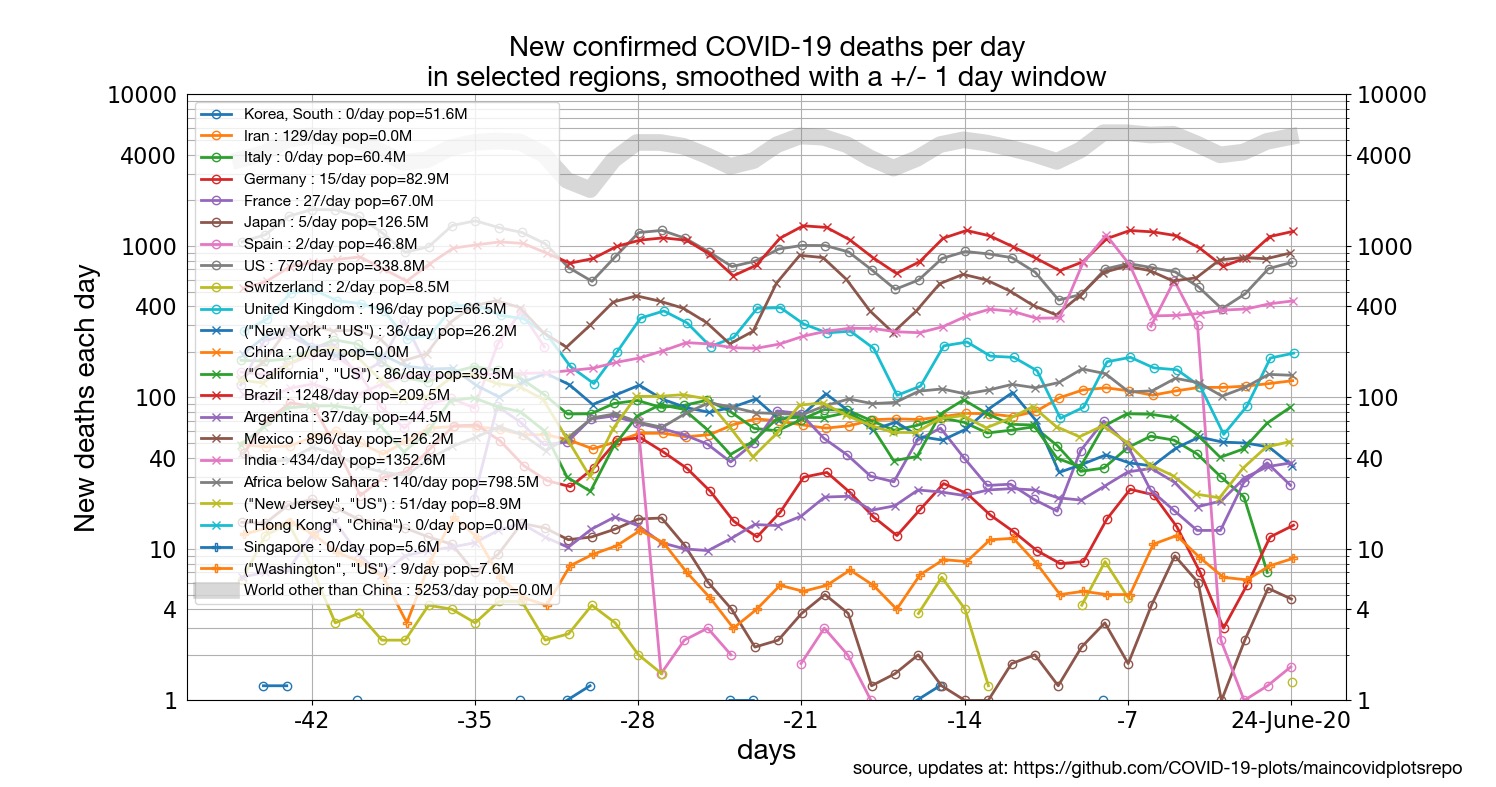 New confirmed COVID-19 deaths per day
in selected regions, smoothed with a +/- 1 day window
10000
4000
1000
400
100
40
10
4
1
New deaths each day
Korea, South : 0/day pop=51.6M
Iran : 129/day pop=0.0M
Italy : 0/day pop=60.4M
Germany : 15/day pop=82.9M
France : 27/day pop=67.0M
Japan : 5/day pop=126.5M
Spain : 2/day pop=46.8M
US : 779/day pop=338.8M
Switzerland : 2/day pop=8.5M
United Kingdom : 196/day pop=66.5M
("New York", "US") : 36/day pop=26.2M
China : 0/day pop=0.0M
("California", "US") : 86/day pop=39.5M
Brazil : 1248/day pop=209.5M
Argentina : 37/day pop=44.5M
Mexico : 896/day pop=126.2M
India : 434/day pop=1352.6M
Africa below Sahara : 140/day pop=798.5M
("New Jersey", "US") : 51/day pop=8.9M
("Hong Kong", "China") : 0/day pop=0.0M
Singapore : 0/day pop=5.6M
("Washington", "US") : 9/day pop=7.6M
World other than China : 5253/day pop=0.0M
10000
4000
1000
400
100
40
10
4
1
-42 -35 -28 -21 -14 -7 24-June-20
days
source, updates at: https://github.com/COVID-19-plots/maincovidplotsrepo